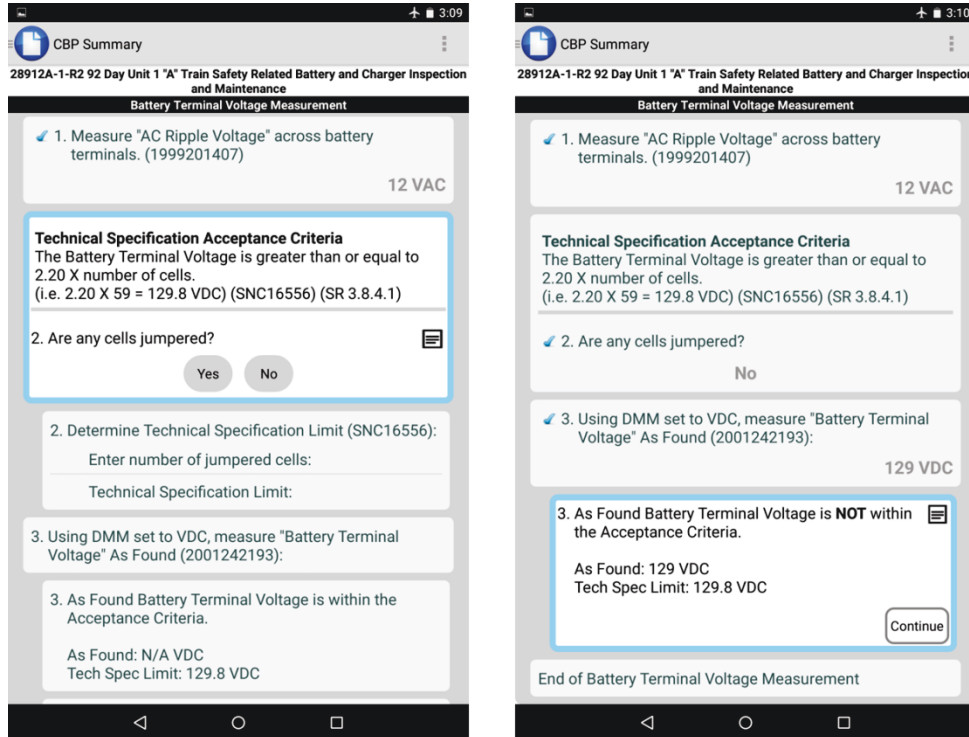 3:09
CBP Summary
28912A-1-R2 92 Day Unit 1 "A" Train Safety Related Battery and Charger Inspection
and Maintenance
Battery Terminal Voltage Measurement
1. Measure "AC Ripple Voltage" across battery
terminals. (1999201407)
12 VAC
Technical Specification Acceptance Criteria
The Battery Terminal Voltage is greater than or equal to
2.20 X number of cells.
(i.e. 2.20 X 59 = 129.8 VDC) (SNC16556) (SR 3.8.4.1)
2. Are any cells jumpered?
Yes No
2. Determine Technical Specification Limit (SNC16556):
Enter number of jumpered cells:
Technical Specification Limit:
3. Using DMM set to VDC, measure "Battery Terminal
Voltage" As Found (2001242193):
3. As Found Battery Terminal Voltage is within the
Acceptance Criteria.
As Found: N/A VDC
Tech Spec Limit: 129.8 VDC
3:10
CBP Summary
28912A-1-R2 92 Day Unit 1 "A" Train Safety Related Battery and Charger Inspection
and Maintenance
Battery Terminal Voltage Measurement
1. Measure "AC Ripple Voltage" across battery
terminals. (1999201407)
12 VAC
Technical Specification Acceptance Criteria
The Battery Terminal Voltage is greater than or equal to
2.20 X number of cells.
(i.e. 2.20 X 59 = 129.8 VDC) (SNC16556) (SR 3.8.4.1)
2. Are any cells jumpered?
No
3. Using DMM set to VDC, measure "Battery Terminal
Voltage" As Found (2001242193):
129 VDC
3. As Found Battery Terminal Voltage is NOT within
the Acceptance Criteria.
As Found: 129 VDC
Tech Spec Limit: 129.8 VDC
Continue
End of Battery Terminal Voltage Measurement